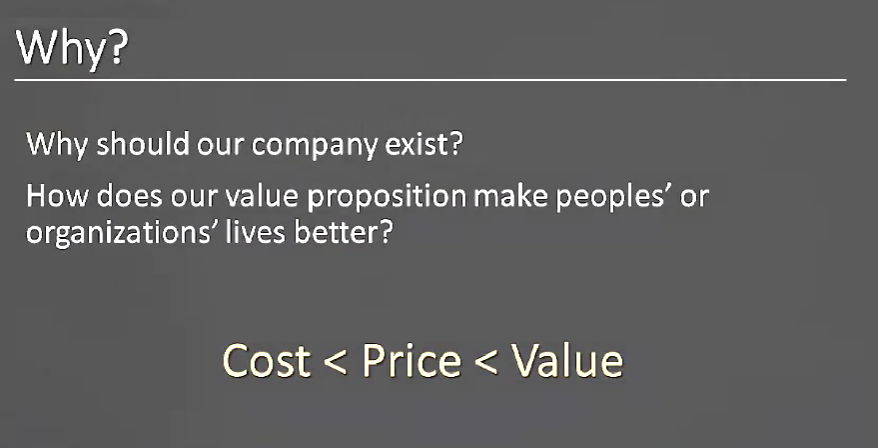 Why?
Why should our company exist?
How does our value proposition make peoples’ or
organizations’ lives better?
Cost < Price < Value